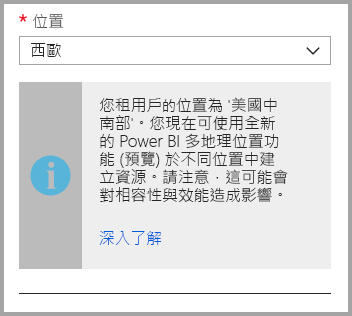 * 位置
西歐
您租用戶的位置為 '美國中
南部'。您現在可使用全新
的 Power BI 多地理位置功
能 (預覽) 於不同位置中建
立資源。請注意，這可能會
對相容性與效能造成影響。
深入了解